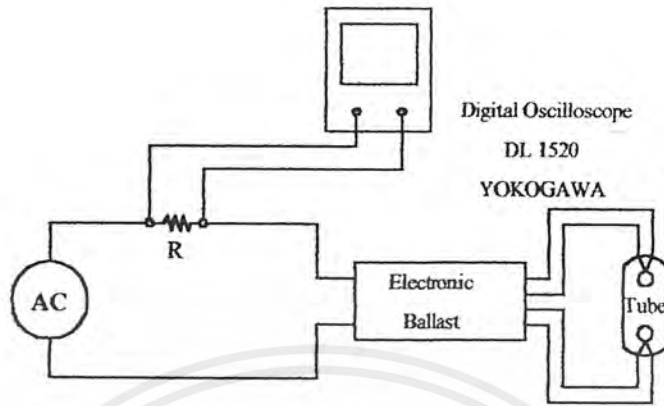 Digital Oscilloscope
DL 1520
YOKOGAWA
R
AC
Electronic
Ballast
Tube